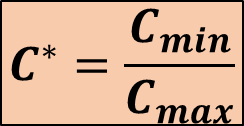 C* = C_min / C_max